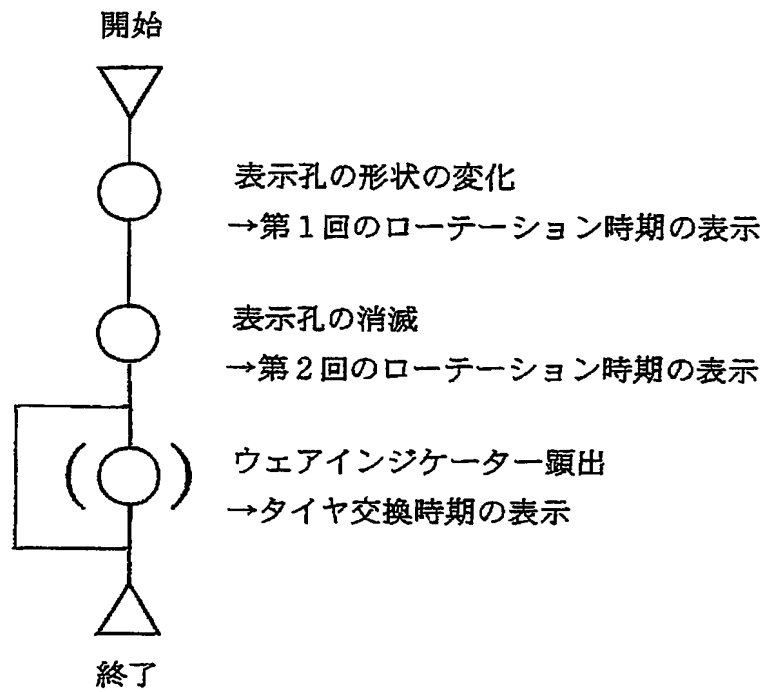 開始
表示孔の形状の変化
→第1回のローテーション時期の表示
表示孔の消滅
→第2回のローテーション時期の表示
ウェアインジケーター顕出
→タイヤ交換時期の表示
終了